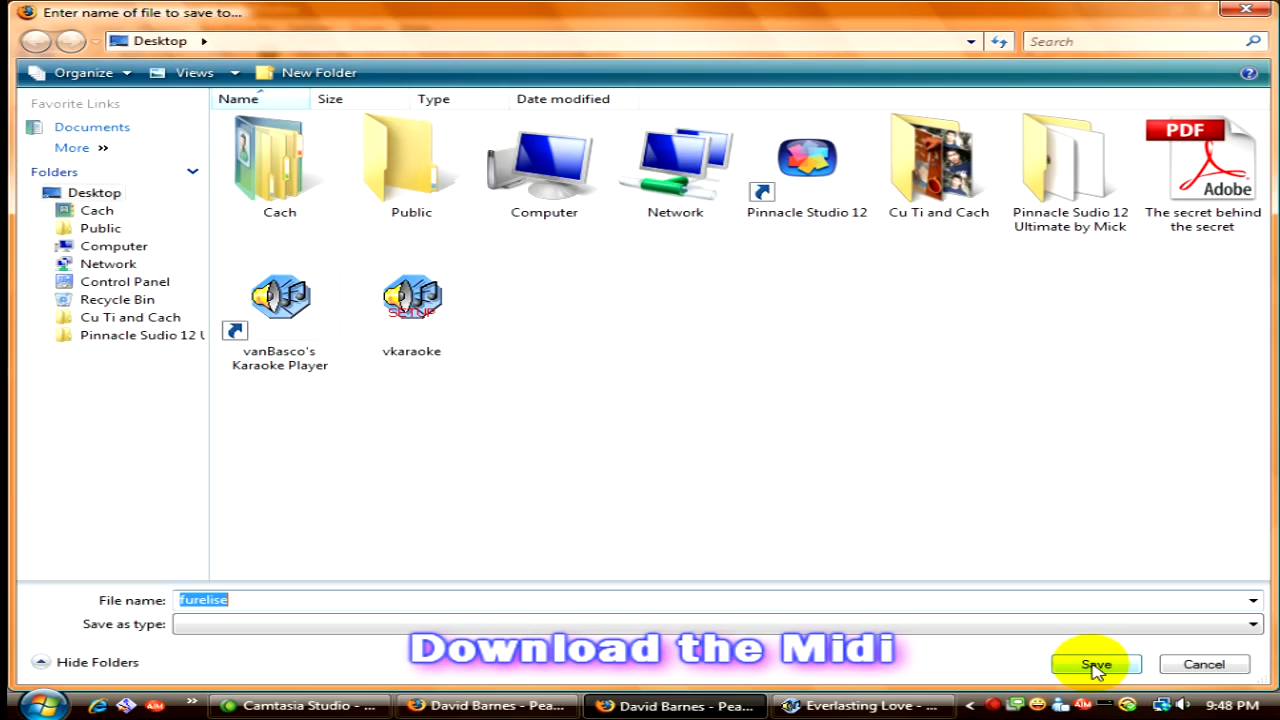 Enter name of file to save to...
Desktop
Search
Organize
Views
New Folder
Favorite Links
Documents
More
Folders
Desktop
Cach
Public
Computer
Network
Control Panel
Recycle Bin
Cu Ti and Cach
Pinnacle Sudio 12 U
Name
Size
Type
Date modified
Cach
Public
Computer
Network
Pinnacle Studio 12
Cu Ti and Cach
Pinnacle Sudio 12
Ultimate by Mick
PDF
Adobe
The secret behind
the secret
vanBasco's
Karaoke Player
SETUP
vkaraoke
File name:
furelise
Save as type:
Download the Midi
Hide Folders
Save
Cancel
Camtasia Studio - ...
David Barnes - Pea...
David Barnes - Pea...
Everlasting Love - ...
9:48 PM